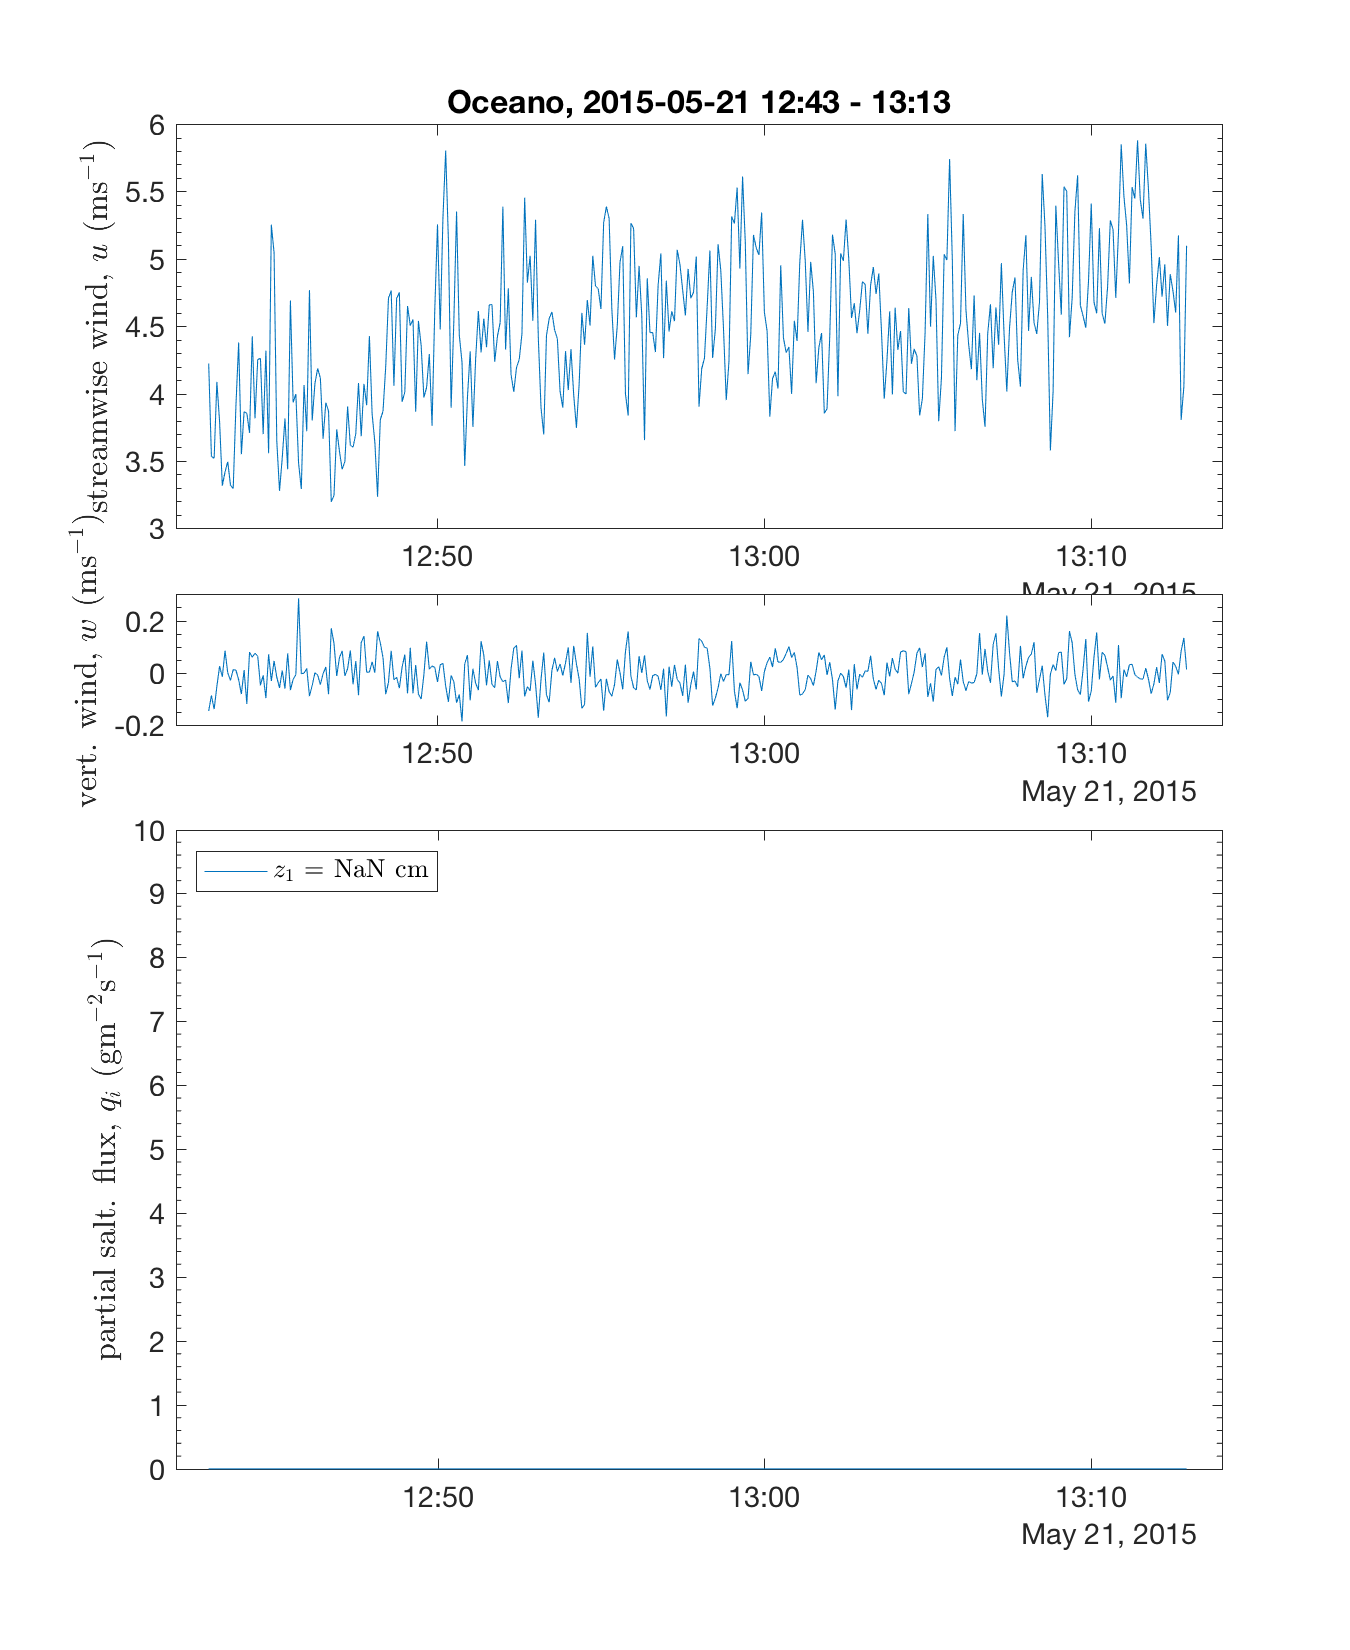 Oceano, 2015-05-21 12:43 - 13:13
streamwise wind, u (ms⁻¹)
6
5.5
5
4.5
4
3.5
3
12:50 13:00 13:10
May 21, 2015
vert. wind, w (ms⁻¹)
0.2
0
-0.2
12:50 13:00 13:10
May 21, 2015
partial salt. flux, qᵢ (gm⁻²s⁻¹)
10
9
8
7
6
5
4
3
2
1
0
z₁ = NaN cm
12:50 13:00 13:10
May 21, 2015